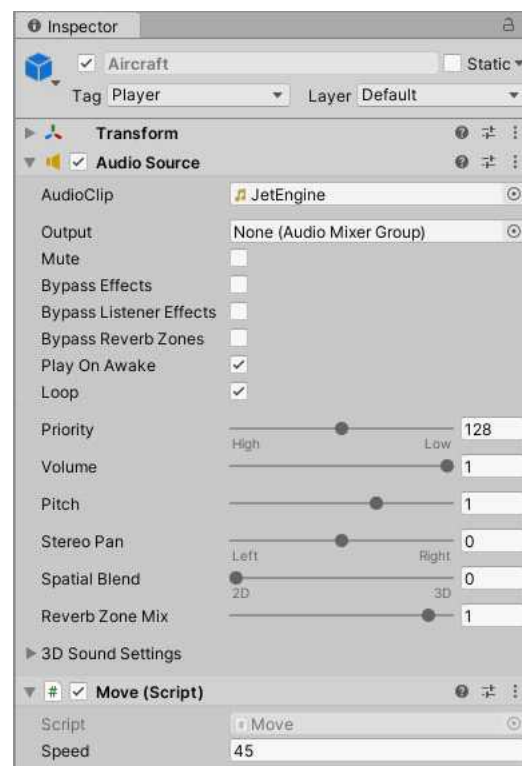 Inspector
Aircraft Static
Tag Player Layer Default
Transform
Audio Source
AudioClip JetEngine
Output None (Audio Mixer Group)
Mute
Bypass Effects
Bypass Listener Effects
Bypass Reverb Zones
Play On Awake
Loop
Priority 128
High Low
Volume 1
Pitch 1
Stereo Pan 0
Left Right
Spatial Blend 0
2D 3D
Reverb Zone Mix 1
3D Sound Settings
# Move (Script)
Script Move
Speed 45